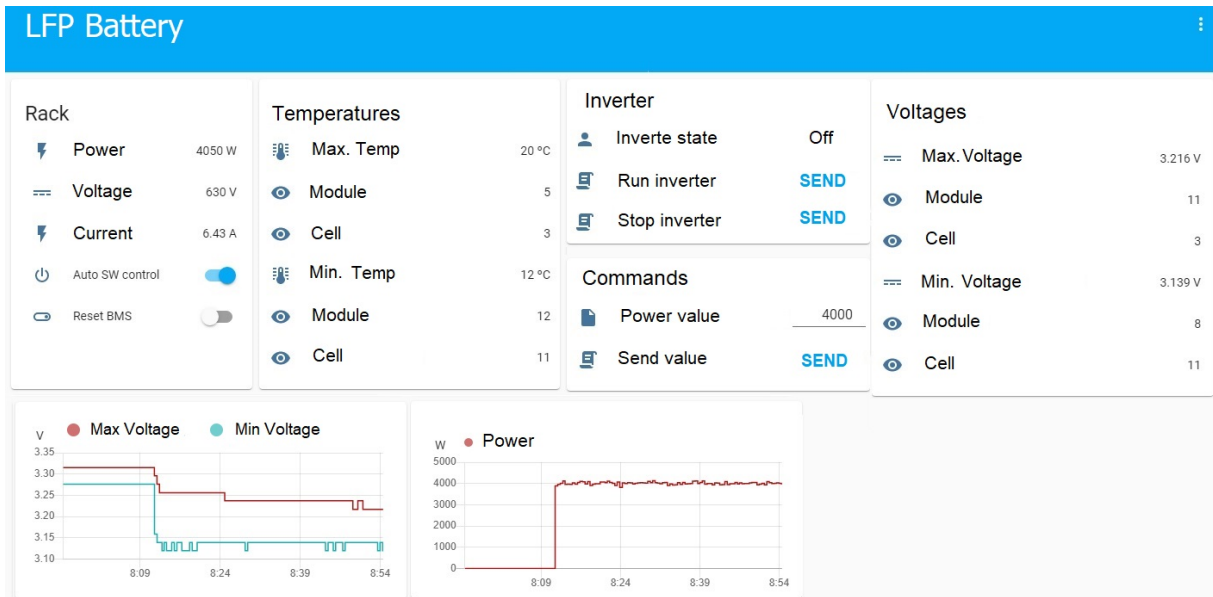 LFP Battery
Rack
Power 4050 W
Voltage 630 V
Current 6.43 A
Auto SW control
Reset BMS
Temperatures
Max. Temp 20 ºC
Module 5
Cell 3
Min. Temp 12 ºC
Module 12
Cell 11
Inverter
Inverte state Off
Run inverter SEND
Stop inverter SEND
Commands
Power value 4000
Send value SEND
Voltages
Max. Voltage 3.216 V
Module 11
Cell 3
Min. Voltage 3.139 V
Module 8
Cell 11
V Max Voltage Min Voltage
3.35
3.30
3.25
3.20
3.15
3.10
8:09 8:24 8:39 8:54
W Power
5000
4000
3000
2000
1000
0
8:09 8:24 8:39 8:54